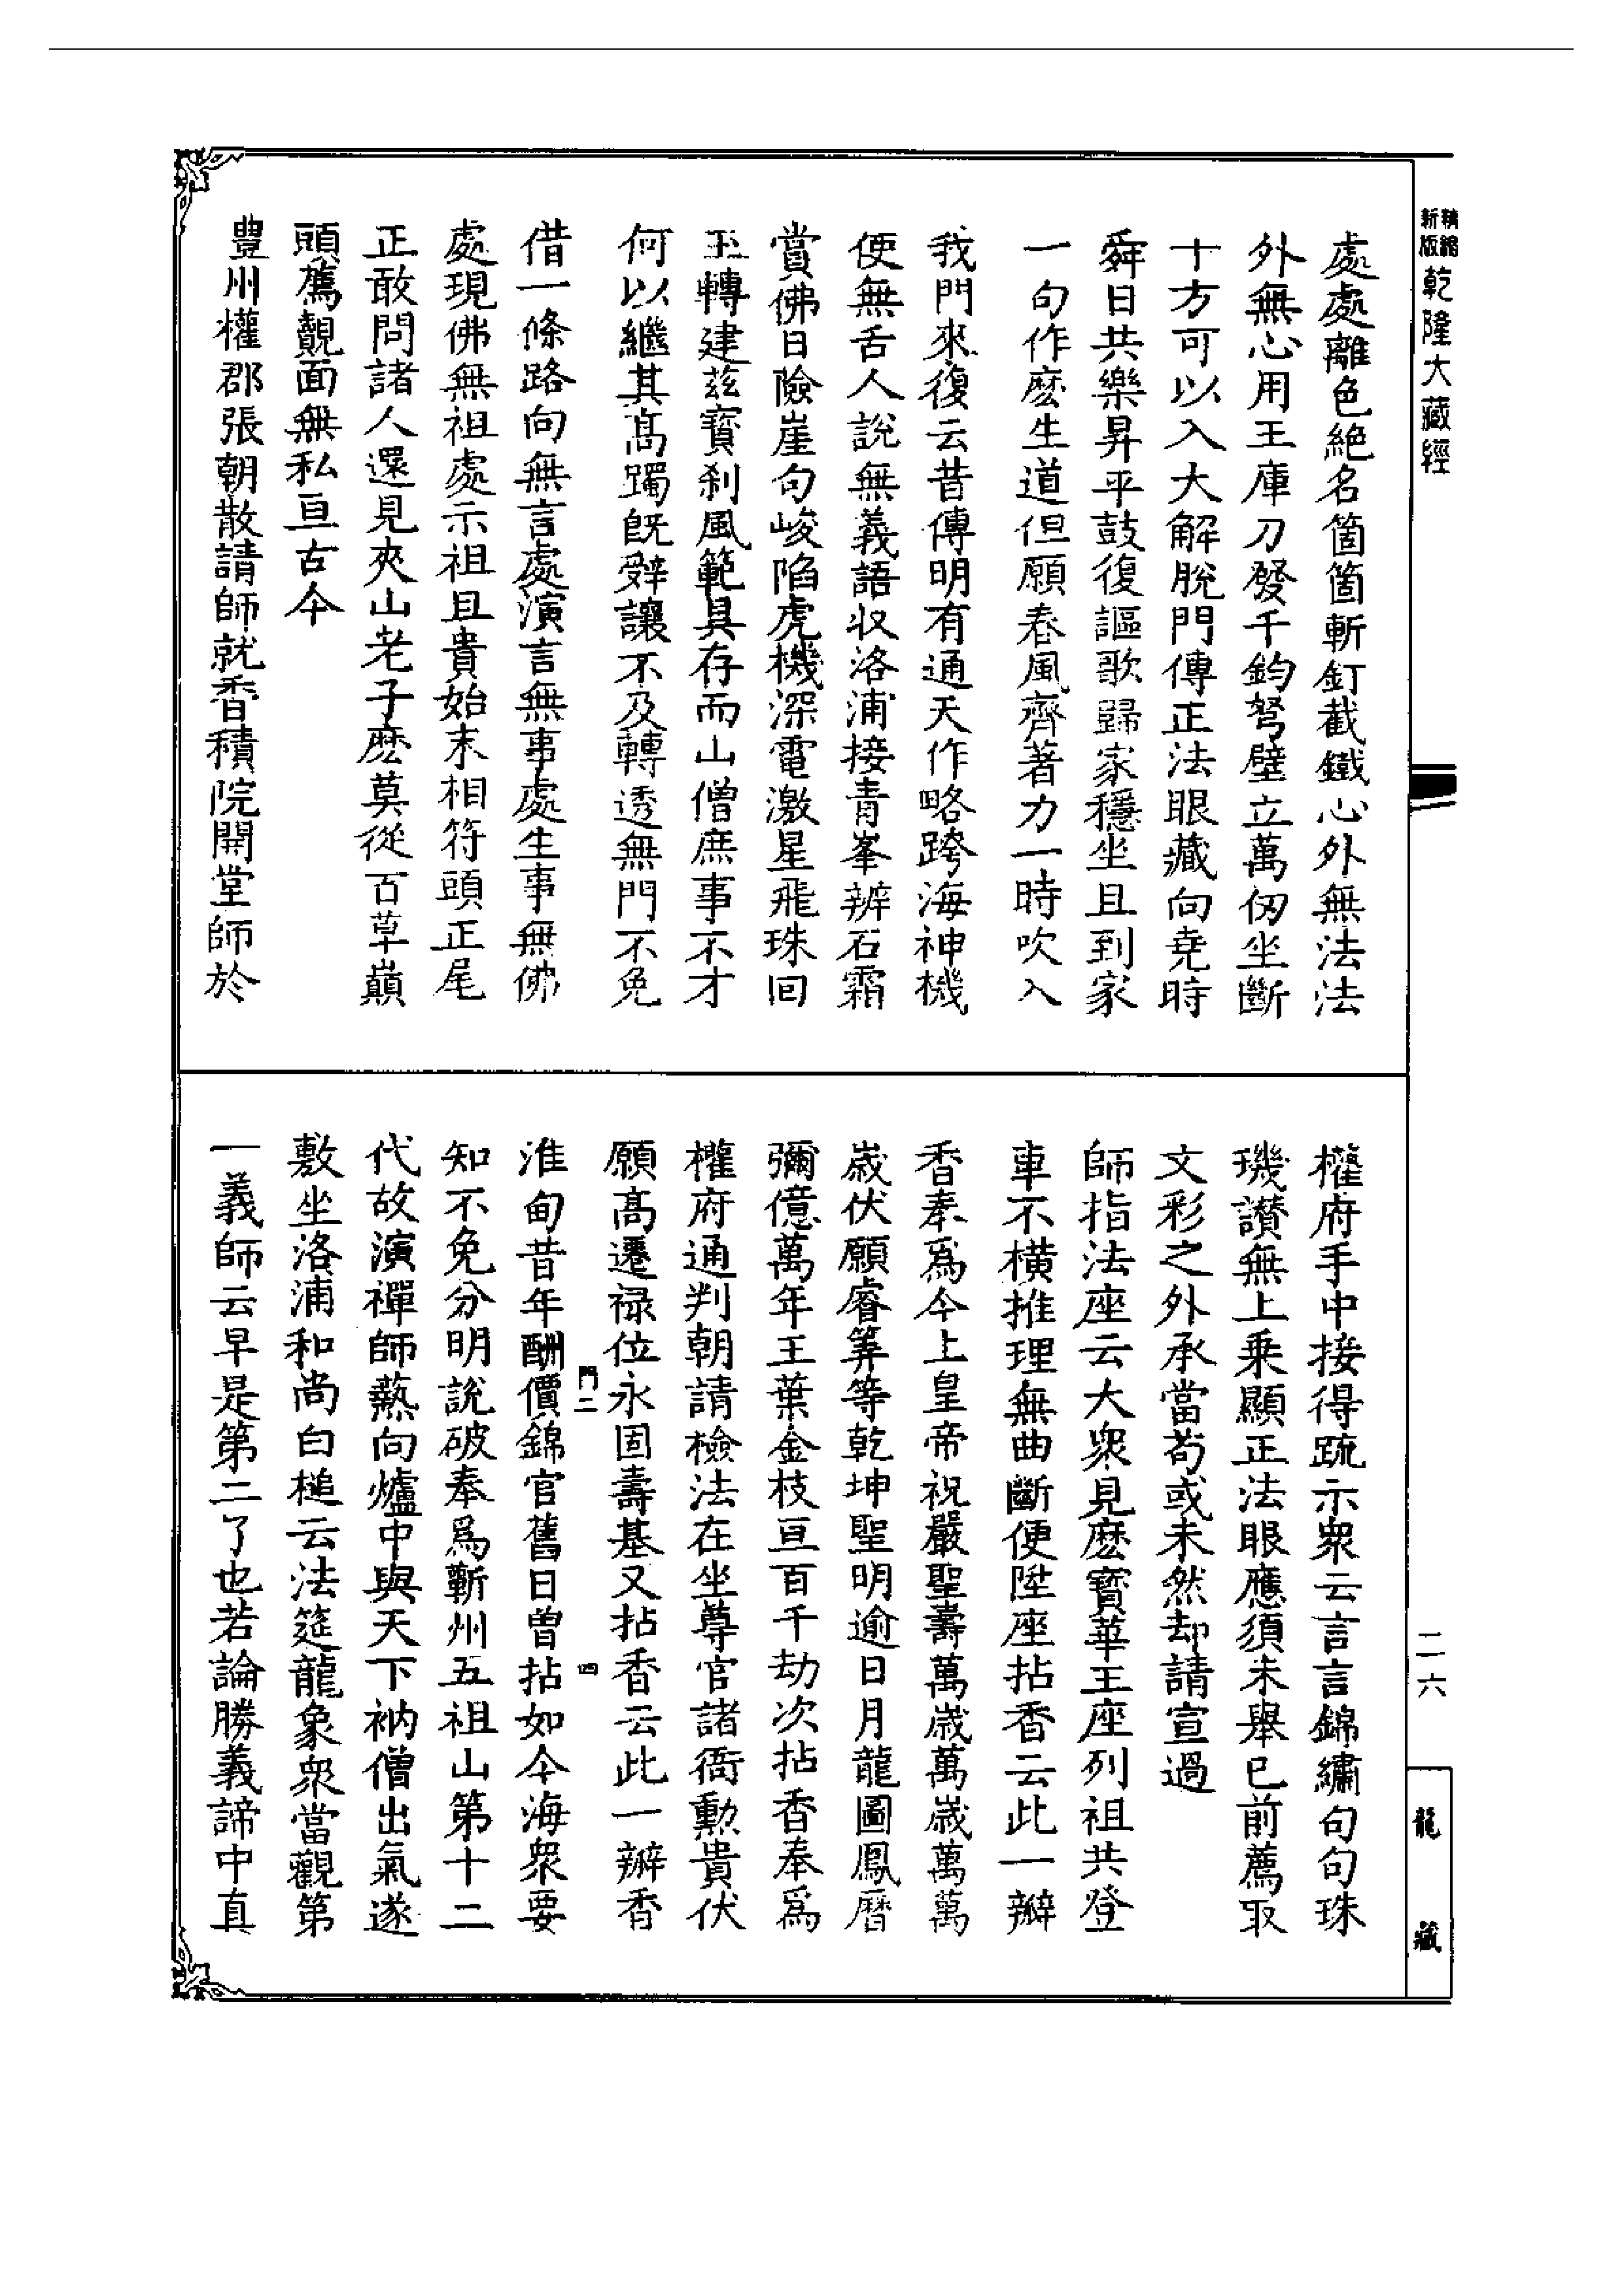 新版
精縮
乾隆大藏經
處處離色絕名箇箇斬釘截鐵心外無法法
外無心用王庫刀發千鈞弩壁立萬仞坐斷
十方可以入大解脫門傳正法眼藏向堯時
舜日共樂昇平鼓復謳歌歸家穩坐且到家
一句作麽生道但願春風齊著力一時吹入
我門來復云昔傳明有通天作略跨海神機
便無舌人說無義語收洛浦接青峯辨石霜
賞佛日險崖句峻陷虎機深電激星飛珠回
玉轉建茲寶刹風範具存而山僧庶事不才
何以繼其髙躅旣辤讓不及轉透無門不免
借一條路向無言處演言無事處生事無佛
處現佛無祖處示祖且貴始末相符頭正尾
正敢問諸人還見夾山老子麽莫從百草巔
頭薦覿面無私亘古今
豊州權郡張朝散請師就香積院開堂師於
權府手中接得䟽示衆云言言錦繡句句珠
璣讃無上乗顯正法眼應須未舉已前薦取
文彩之外承當苟或未然却請宣過
師指法座云大衆見麽寳華王座列祖共登
車不橫推理無曲斷便陞座拈香云此一瓣
香奉爲今上皇帝祝嚴聖壽萬歲萬歲萬萬
歲伏願睿筭等乾坤聖明逾日月龍圖鳳曆
彌億萬年王葉金枝亘百千劫次拈香奉爲
權府通判朝請檢法在坐尊官諸衙勳貴伏
願髙遷禄位永固壽基又拈香云此一瓣香
門二
四
淮甸昔年酬價錦官舊日曾拈如今海衆要
知不免分明說破奉爲蘄州五祖山第十二
代故演禪師爇向爐中與天下衲僧出氣遂
敷坐洛浦和尚白槌云法筵龍象衆當觀第
一義師云早是第二了也若論勝義諦中真
二六
龍藏